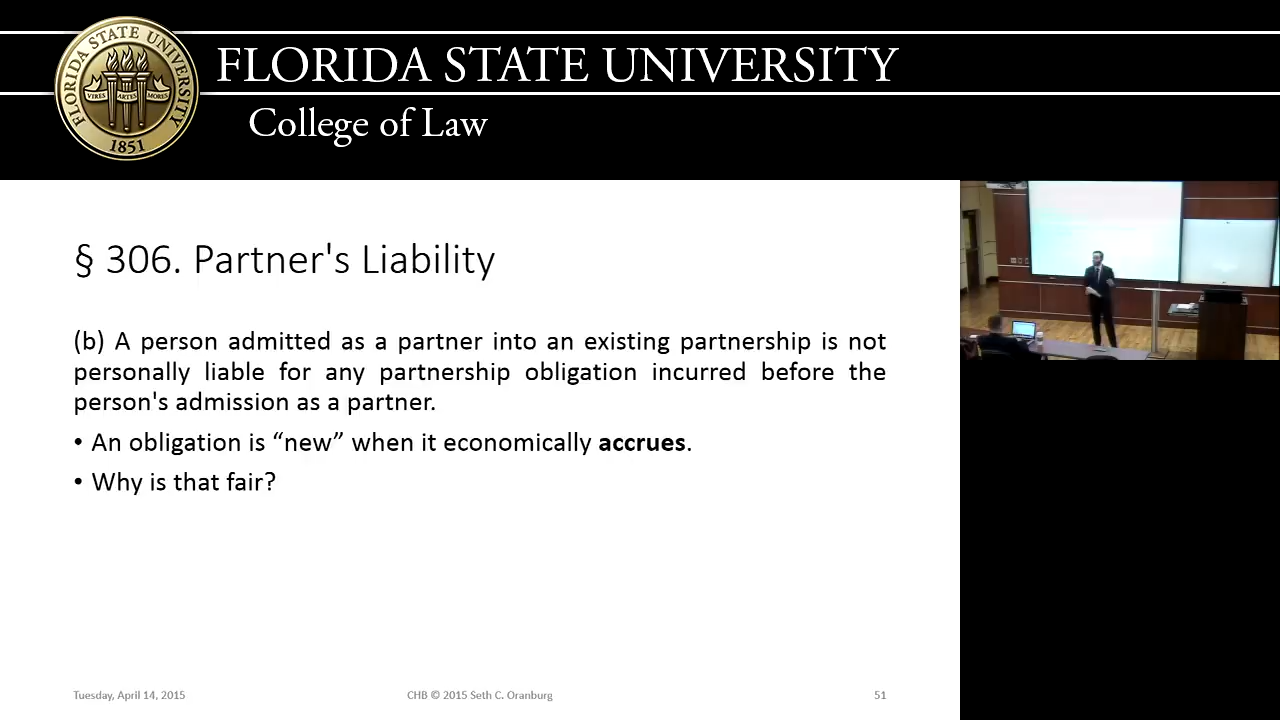 FLORIDA STATE UNIVERSITY
VIRES ARTES MORES
1851
FLORIDA STATE UNIVERSITY
College of Law
§ 306. Partner's Liability
(b) A person admitted as a partner into an existing partnership is not
personally liable for any partnership obligation incurred before the
person's admission as a partner.
• An obligation is “new” when it economically accrues.
• Why is that fair?
Tuesday, April 14, 2015
CHB © 2015 Seth C. Oranburg
51